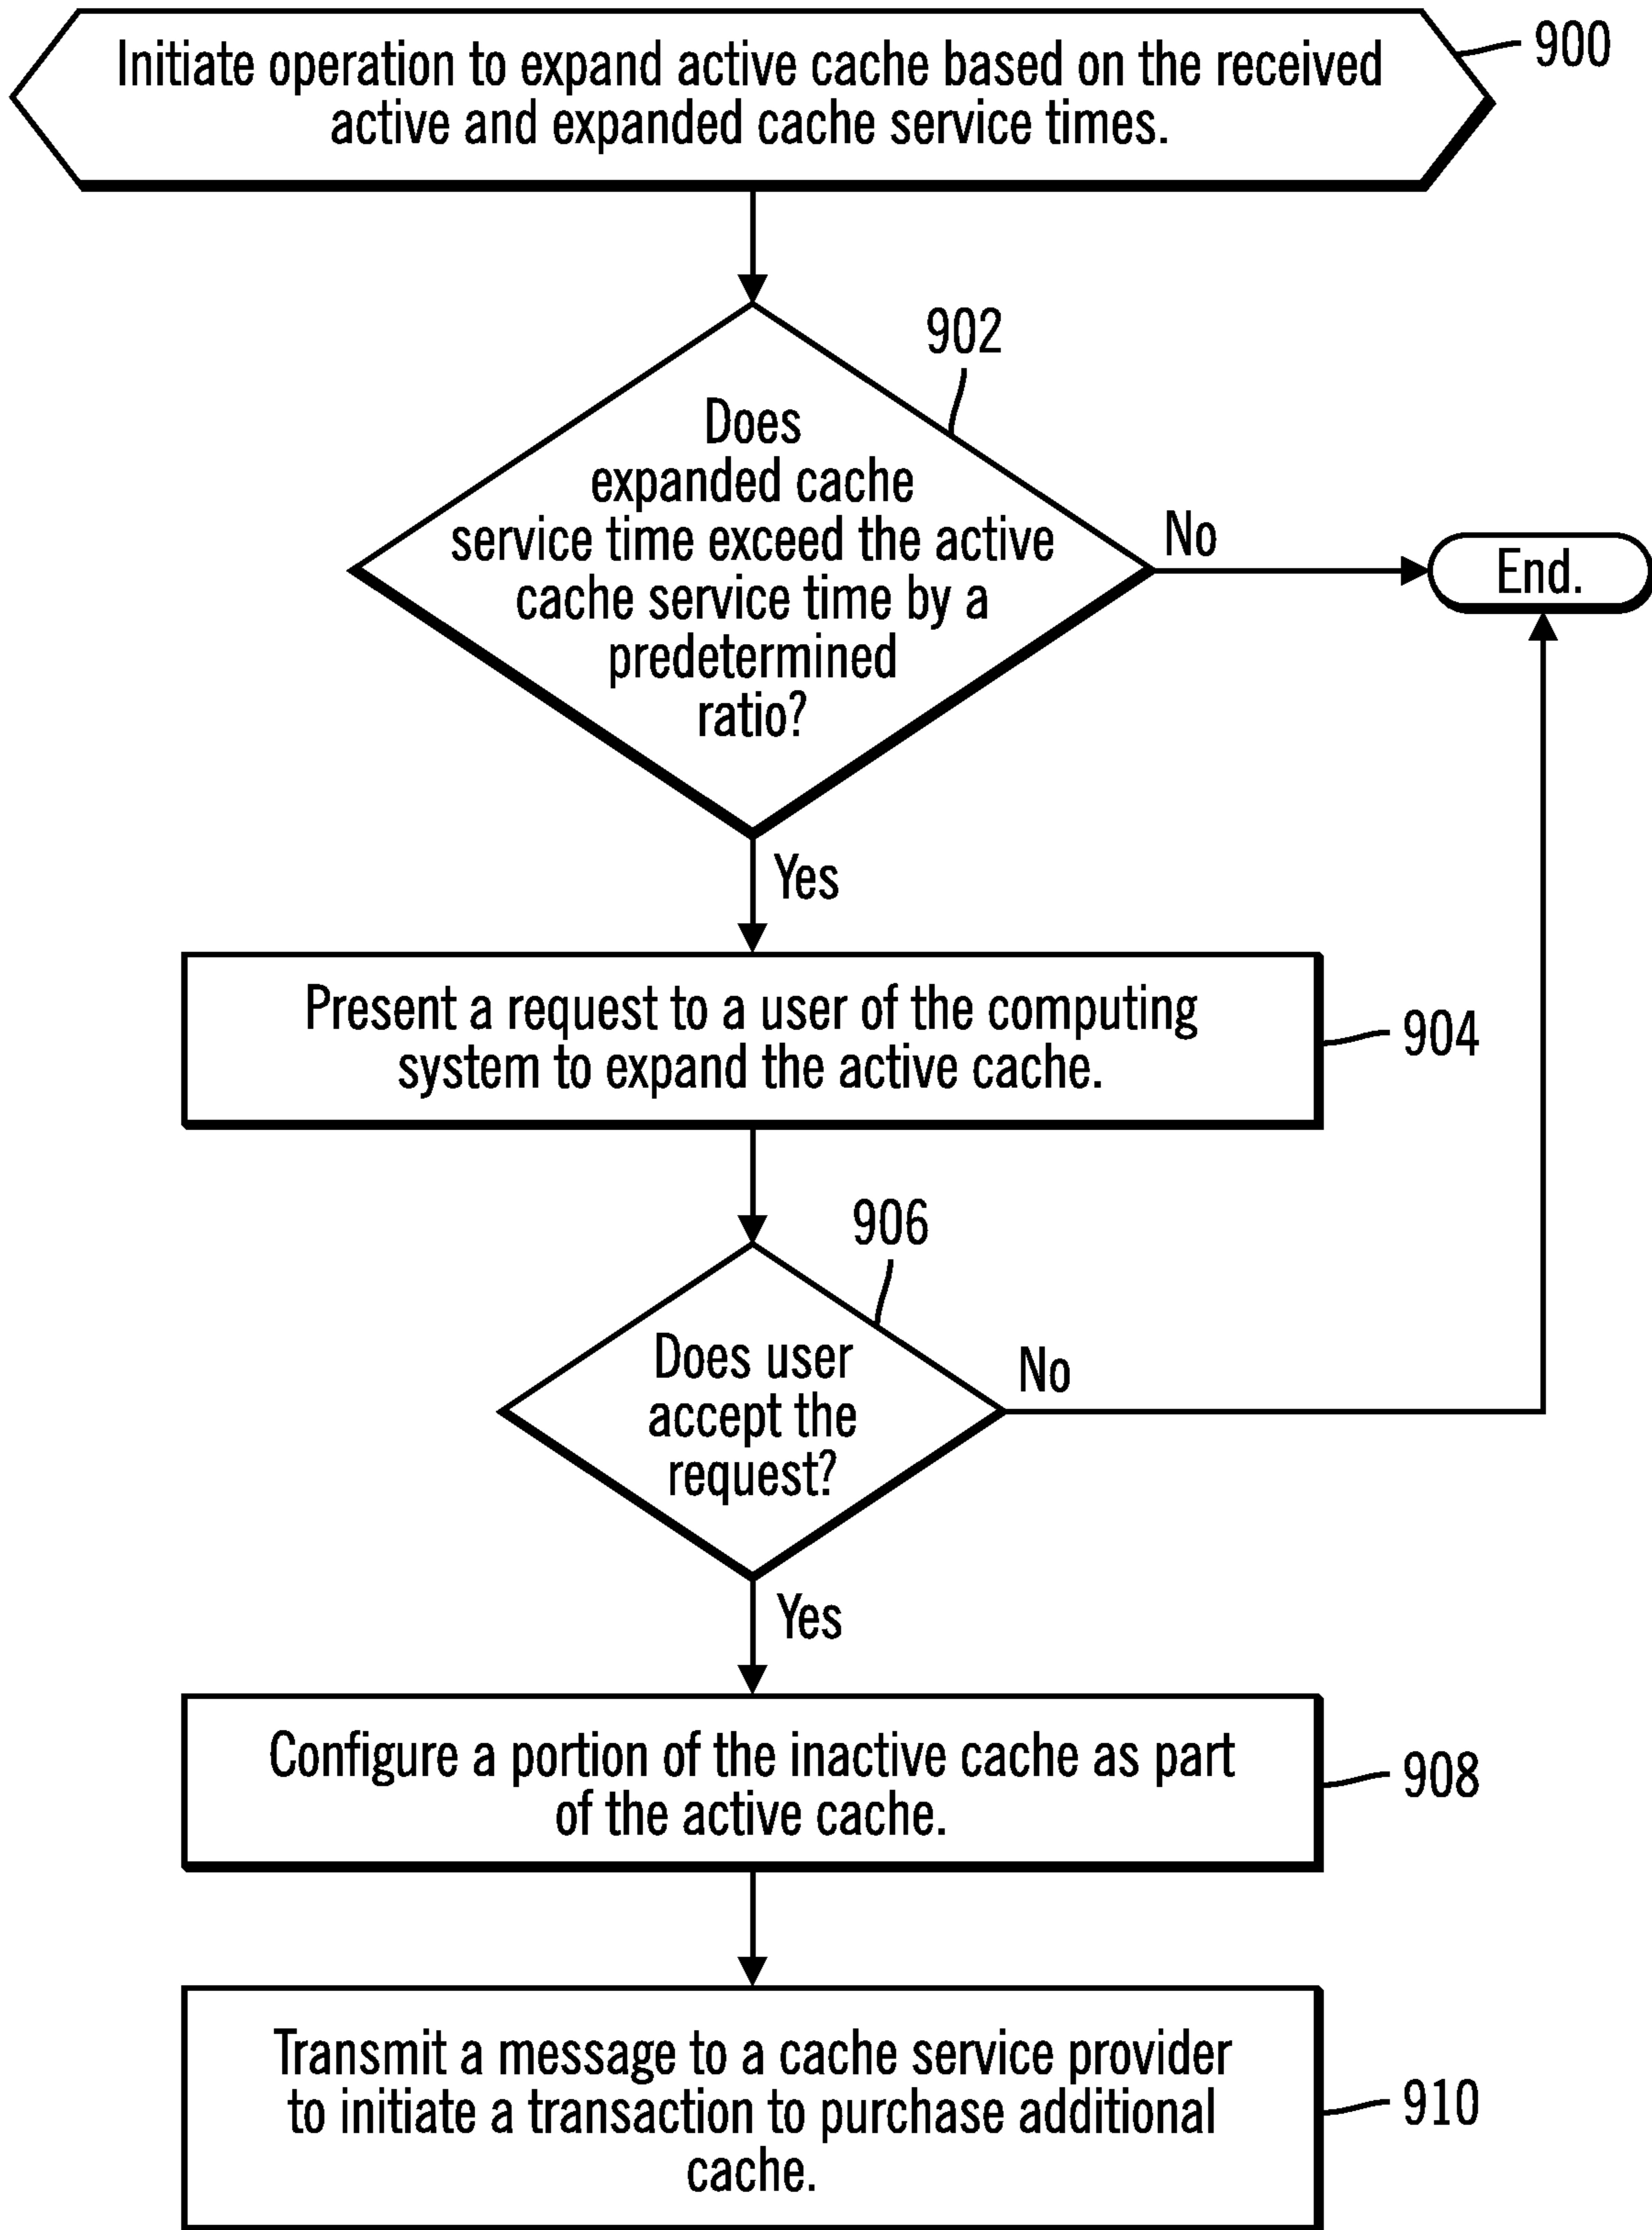 Initiate operation to expand active cache based on the received
active and expanded cache service times.
900
902
Does
expanded cache
service time exceed the active
cache service time by a
predetermined
ratio?
No
End.
Yes
Present a request to a user of the computing
system to expand the active cache.
904
906
Does user
accept the
request?
No
Yes
Configure a portion of the inactive cache as part
of the active cache.
908
Transmit a message to a cache service provider
to initiate a transaction to purchase additional
cache.
910